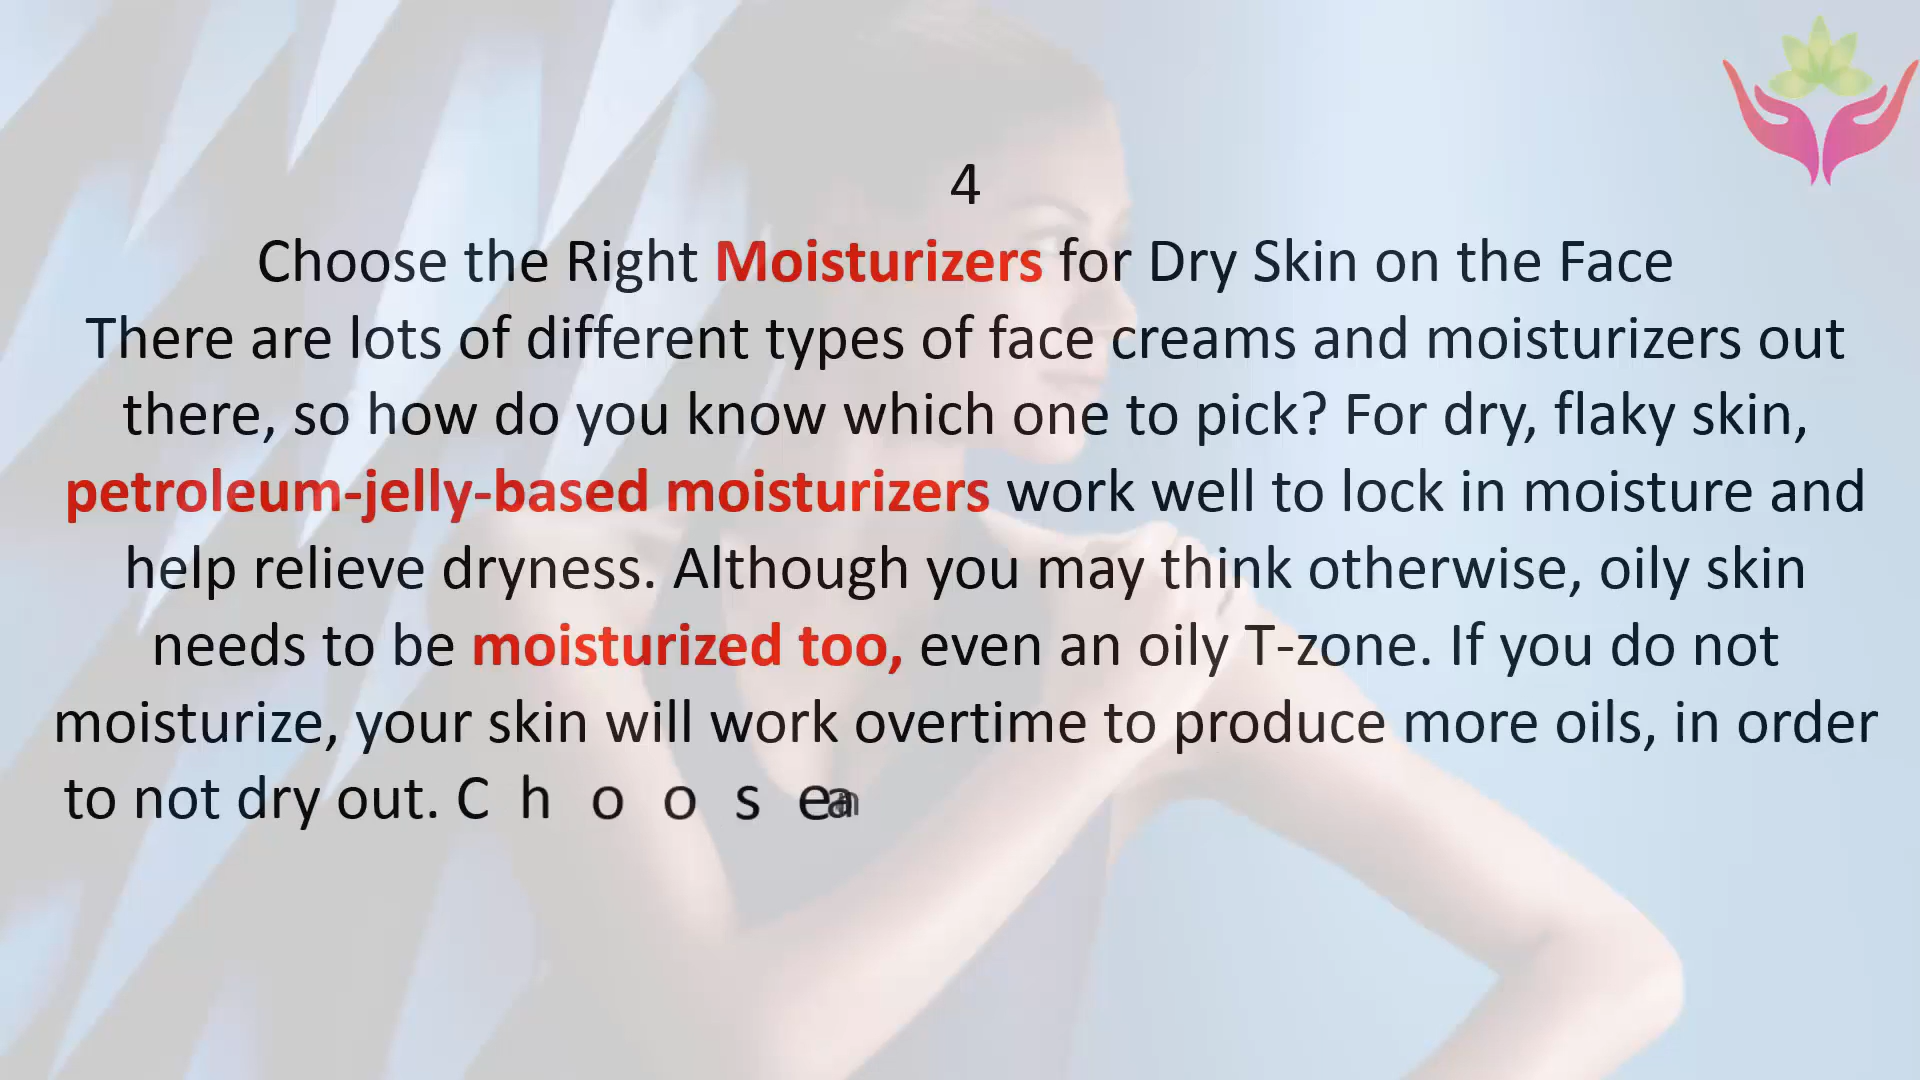 4
Choose the Right Moisturizers for Dry Skin on the Face
There are lots of different types of face creams and moisturizers out
there, so how do you know which one to pick? For dry, flaky skin,
petroleum-jelly-based moisturizers work well to lock in moisture and
help relieve dryness. Although you may think otherwise, oily skin
needs to be moisturized too, even an oily T-zone. If you do not
moisturize, your skin will work overtime to produce more oils, in order
to not dry out. C h o o s e